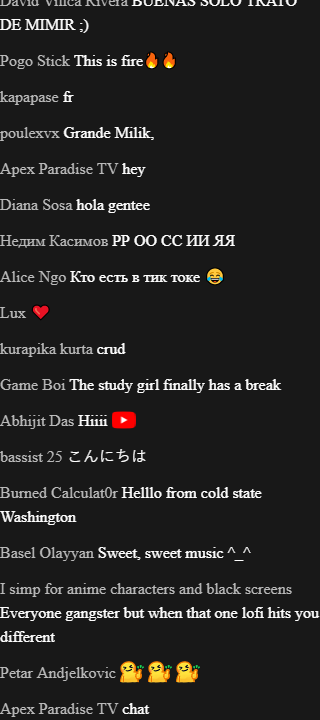 David Villca Rivera BUENAS SOLO TRATO
DE MIMIR ;)
Pogo Stick This is fire🔥🔥
kapapase fr
poulexvx Grande Milik,
Apex Paradise TV hey
Diana Sosa hola gentee
Недим Касимов РР ОО СС ИИ ЯЯ
Alice Ngo Кто есть в тик токе 😂
Lux ❤️
kurapika kurta crud
Game Boi The study girl finally has a break
Abhijit Das Hiiii
bassist 25 こんにちは
Burned Calculat0r Helllo from cold state
Washington
Basel Olayyan Sweet, sweet music ^_^
I simp for anime characters and black screens
Everyone gangster but when that one lofi hits you
different
Petar Andjelkovic
Apex Paradise TV chat